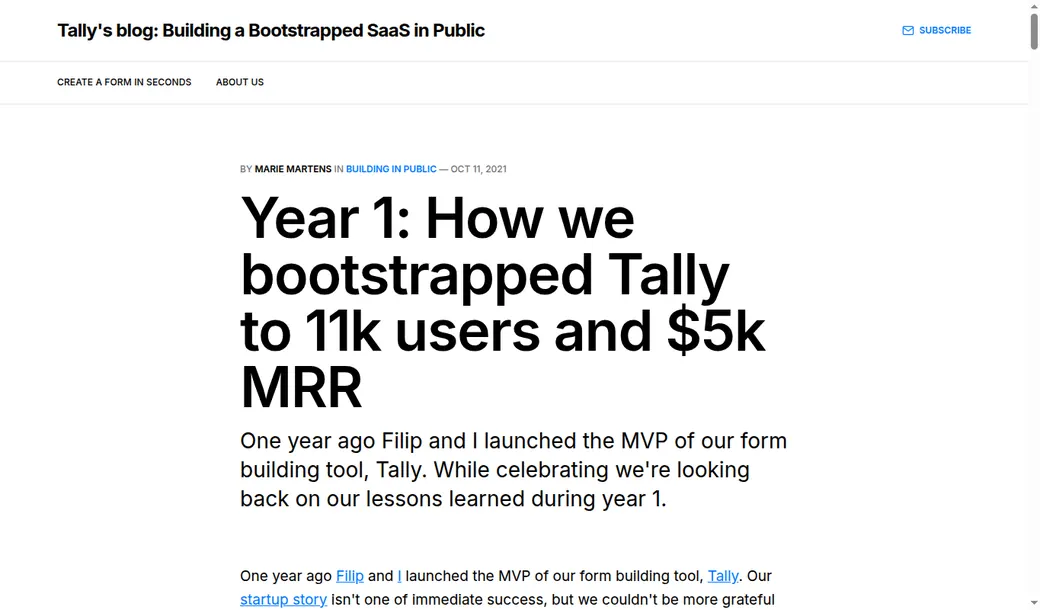 Tally's blog: Building a Bootstrapped SaaS in Public
SUBSCRIBE
CREATE A FORM IN SECONDS
ABOUT US
BY MARIE MARTENS IN BUILDING IN PUBLIC — OCT 11, 2021
Year 1: How we
bootstrapped Tally
to 11k users and $5k
MRR
One year ago Filip and I launched the MVP of our form
building tool, Tally. While celebrating we're looking
back on our lessons learned during year 1.
One year ago Filip and I launched the MVP of our form building tool, Tally. Our
startup story isn't one of immediate success, but we couldn't be more grateful